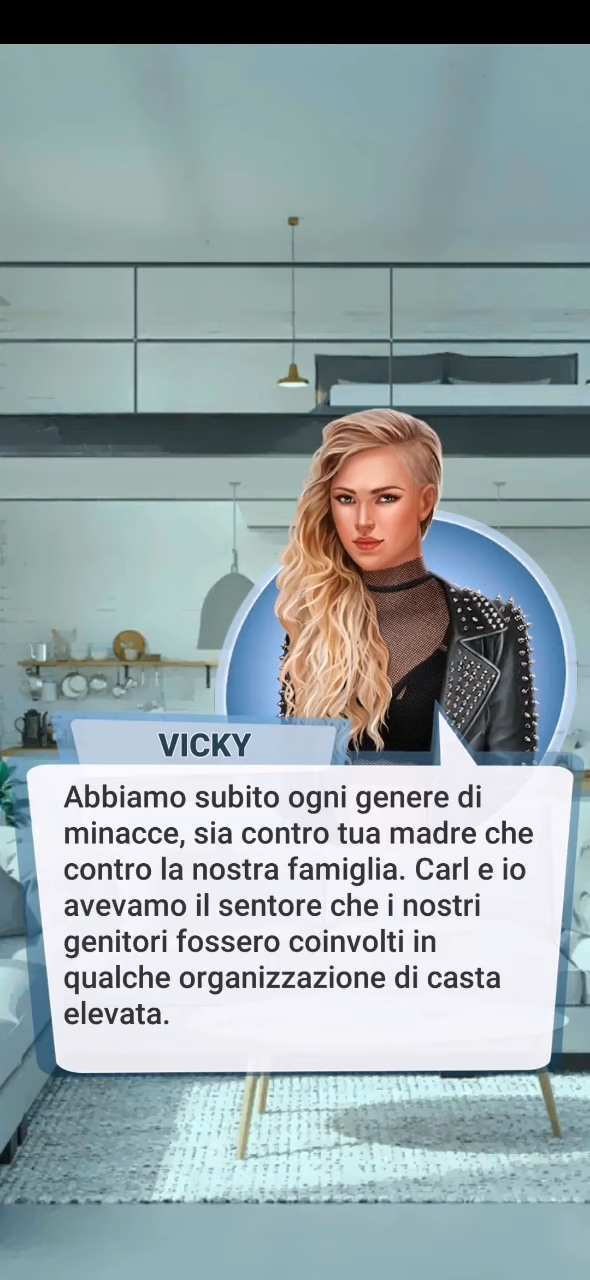 VICKY
Abbiamo subito ogni genere di
minacce, sia contro tua madre che
contro la nostra famiglia. Carl e io
avevamo il sentore che i nostri
genitori fossero coinvolti in
qualche organizzazione di casta
elevata.